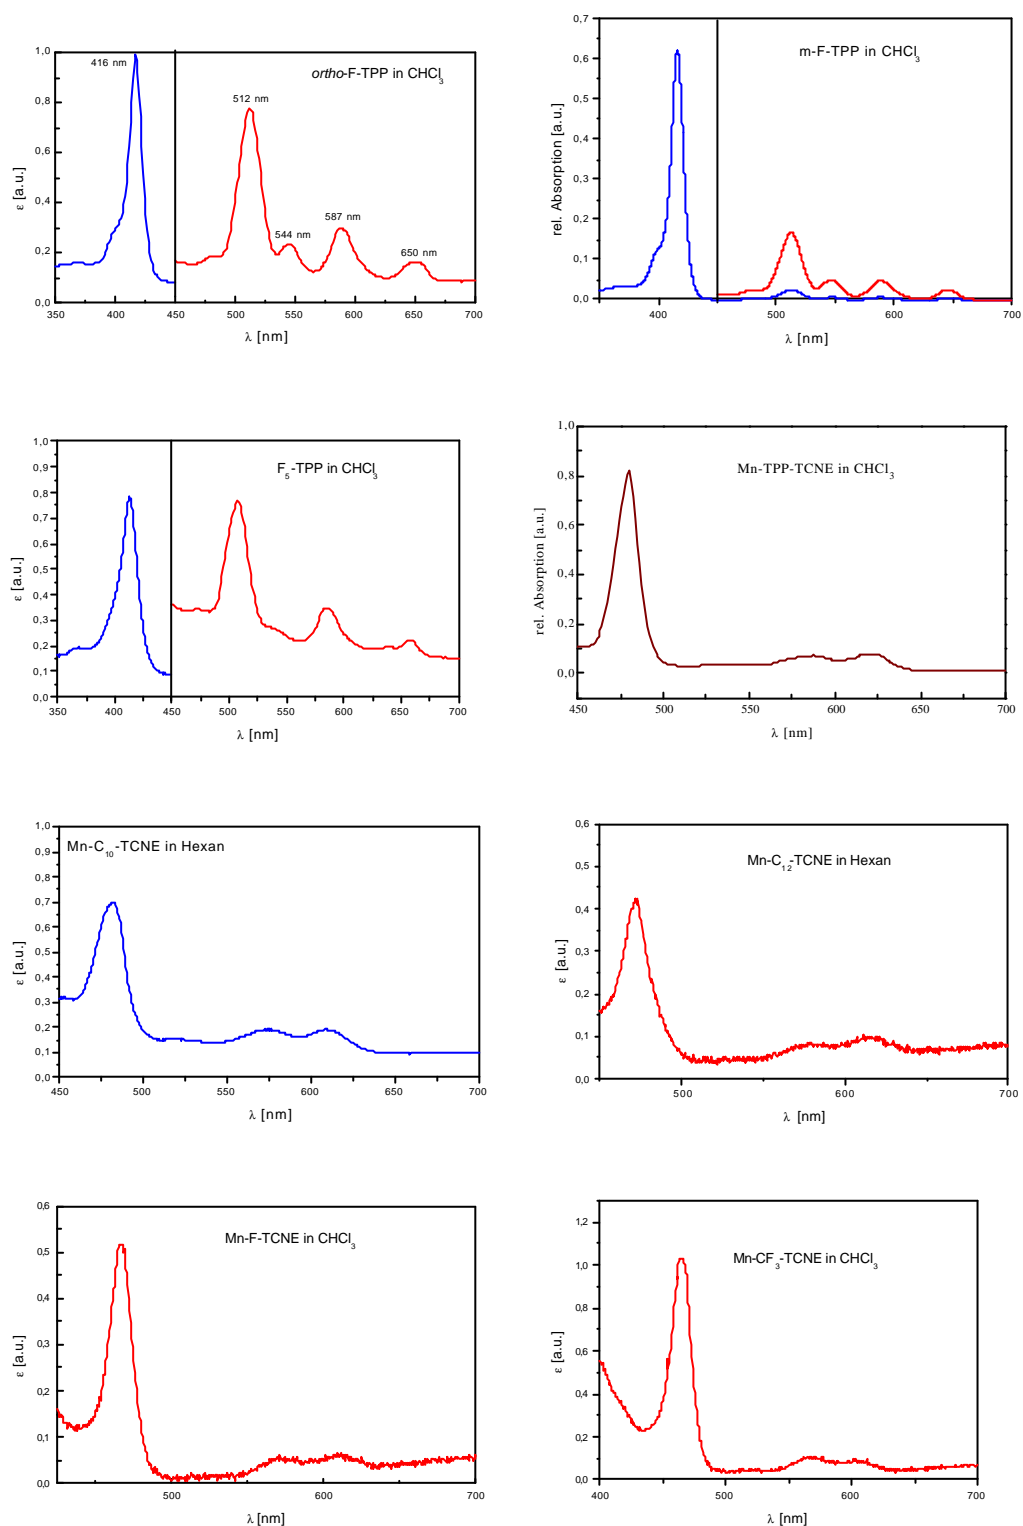 ortho-F-TPP in CHCl3
416 nm
512 nm
544 nm
587 nm
650 nm
1,0
0,8
0,6
0,4
0,2
0,0
ε [a.u.]
350 400 450 500 550 600 650 700
λ [nm]
m-F-TPP in CHCl3
0,7
0,6
0,5
0,4
0,3
0,2
0,1
0,0
rel. Absorption [a.u.]
400 500 600 700
λ [nm]
F5-TPP in CHCl3
1,0
0,9
0,8
0,7
0,6
0,5
0,4
0,3
0,2
0,1
0,0
ε [a.u.]
350 400 450 500 550 600 650 700
λ [nm]
Mn-TPP-TCNE in CHCl3
1,0
0,8
0,6
0,4
0,2
0,0
rel. Absorption [a.u.]
450 500 550 600 650 700
λ [nm]
Mn-C10-TCNE in Hexan
1,0
0,9
0,8
0,7
0,6
0,5
0,4
0,3
0,2
0,1
0,0
ε [a.u.]
450 500 550 600 650 700
λ [nm]
Mn-C12-TCNE in Hexan
0,6
0,5
0,4
0,3
0,2
0,1
0,0
ε [a.u.]
500 600 700
λ [nm]
Mn-F-TCNE in CHCl3
0,6
0,5
0,4
0,3
0,2
0,1
0,0
ε [a.u.]
500 600 700
λ [nm]
Mn-CF3-TCNE in CHCl3
1,2
1,0
0,8
0,6
0,4
0,2
0,0
ε [a.u.]
400 500 600 700
λ [nm]